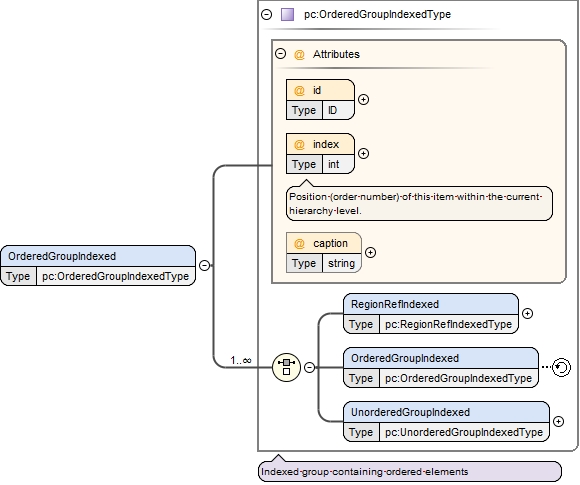 pc:OrderedGroupIndexedType
@ Attributes
@ id
Type ID
@ index
Type int
Position (order number) of this item within the current
hierarchy level.
@ caption
Type string
OrderedGroupIndexed
Type pc:OrderedGroupIndexedType
1..∞
RegionRefIndexed
Type pc:RegionRefIndexedType
OrderedGroupIndexed
Type pc:OrderedGroupIndexedType
UnorderedGroupIndexed
Type pc:UnorderedGroupIndexedType
Indexed group containing ordered elements